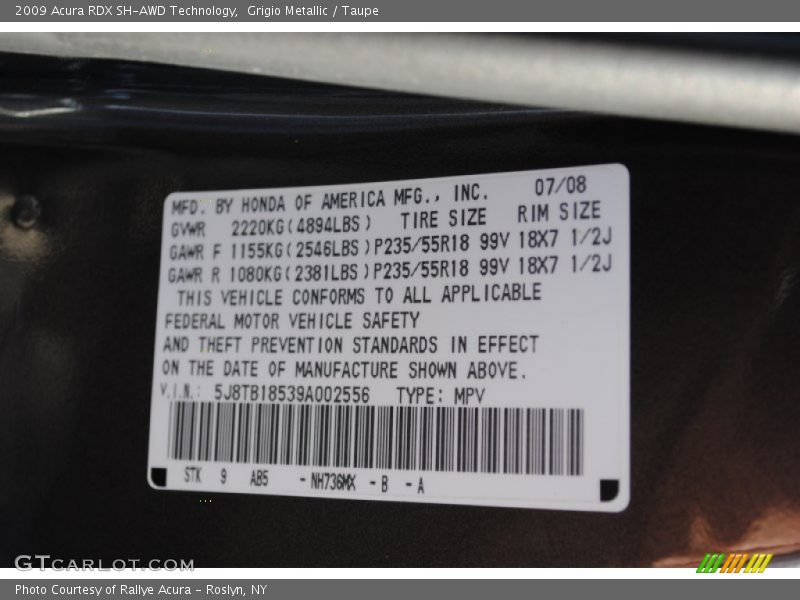 2009 Acura RDX SH-AWD Technology,  Grigio Metallic / Taupe
MFD. BY HONDA OF AMERICA MFG., INC. 07/08
GVWR 2220KG(4894LBS) TIRE SIZE RIM SIZE
GAWR F 1155KG(2546LBS)P235/55R18 99V 18X7 1/2J
GAWR R 1080KG(2381LBS)P235/55R18 99V 18X7 1/2J
THIS VEHICLE CONFORMS TO ALL APPLICABLE
FEDERAL MOTOR VEHICLE SAFETY
AND THEFT PREVENTION STANDARDS IN EFFECT
ON THE DATE OF MANUFACTURE SHOWN ABOVE.
V.I.N.: 5J8TB18539A002556 TYPE: MPV
STK 9 AB5 -NH736MX -B -A
GTCARLOT.COM
Photo Courtesy of Rallye Acura - Roslyn, NY